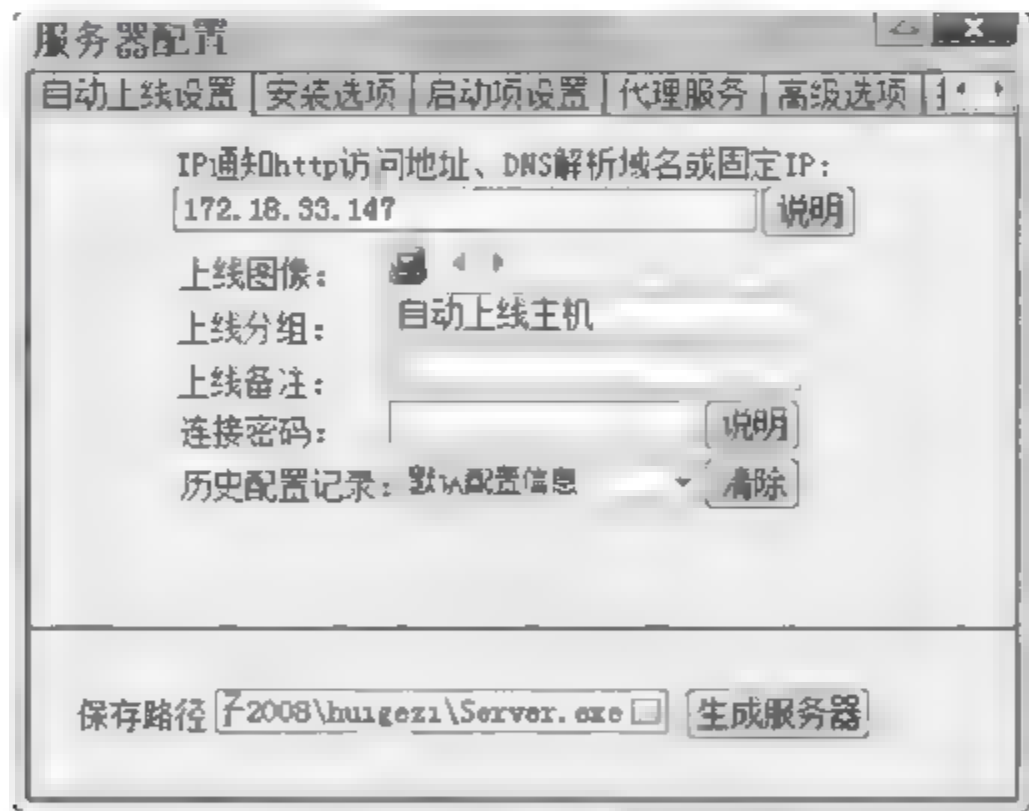 服务器配置
自动上线设置 安装选项 启动项设置 代理服务 高级选项
IP通知http访问地址、DNS解析域名或固定IP:
172.18.33.147 说明
上线图像:
上线分组: 自动上线主机
上线备注:
连接密码: 说明
历史配置记录: 默认配置信息 清除
保存路径 子2008\huigezi\Server.exe 生成服务器